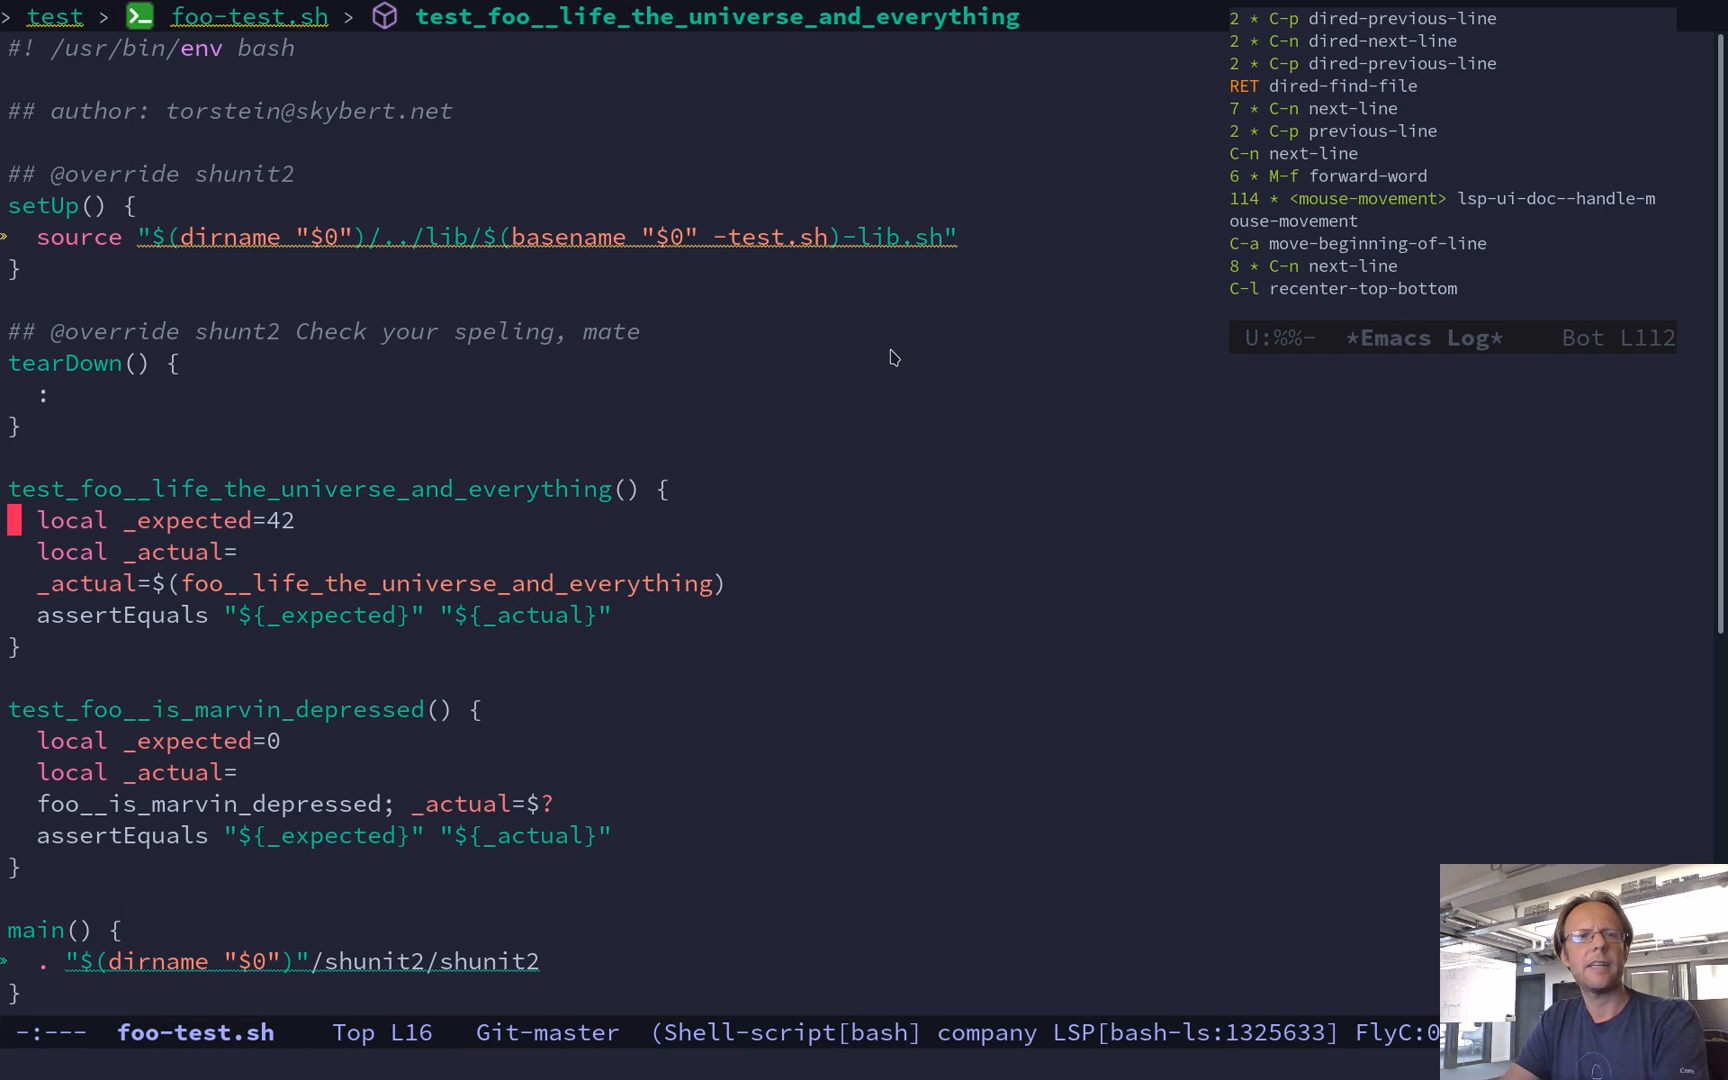 > test > foo-test.sh > test_foo__life_the_universe_and_everything
#! /usr/bin/env bash
## author: torstein@skybert.net
## @override shunit2
setUp() {
» source "$(dirname "$0")/../lib/$(basename "$0" -test.sh)-lib.sh"
}
## @override shunt2 Check your speling, mate
tearDown() {
:
}
test_foo__life_the_universe_and_everything() {
local _expected=42
local _actual=
_actual=$(foo__life_the_universe_and_everything)
assertEquals "${_expected}" "${_actual}"
}
test_foo__is_marvin_depressed() {
local _expected=0
local _actual=
foo__is_marvin_depressed; _actual=$?
assertEquals "${_expected}" "${_actual}"
}
main() {
» . "$(dirname "$0")"/shunit2/shunit2
}
-:--- foo-test.sh Top L16 Git-master (Shell-script[bash] company LSP[bash-ls:1325633] FlyC:0
2 * C-p dired-previous-line
2 * C-n dired-next-line
2 * C-p dired-previous-line
RET dired-find-file
7 * C-n next-line
2 * C-p previous-line
C-n next-line
6 * M-f forward-word
114 * <mouse-movement> lsp-ui-doc--handle-m
ouse-movement
C-a move-beginning-of-line
8 * C-n next-line
C-l recenter-top-bottom
U:%%- *Emacs Log* Bot L112